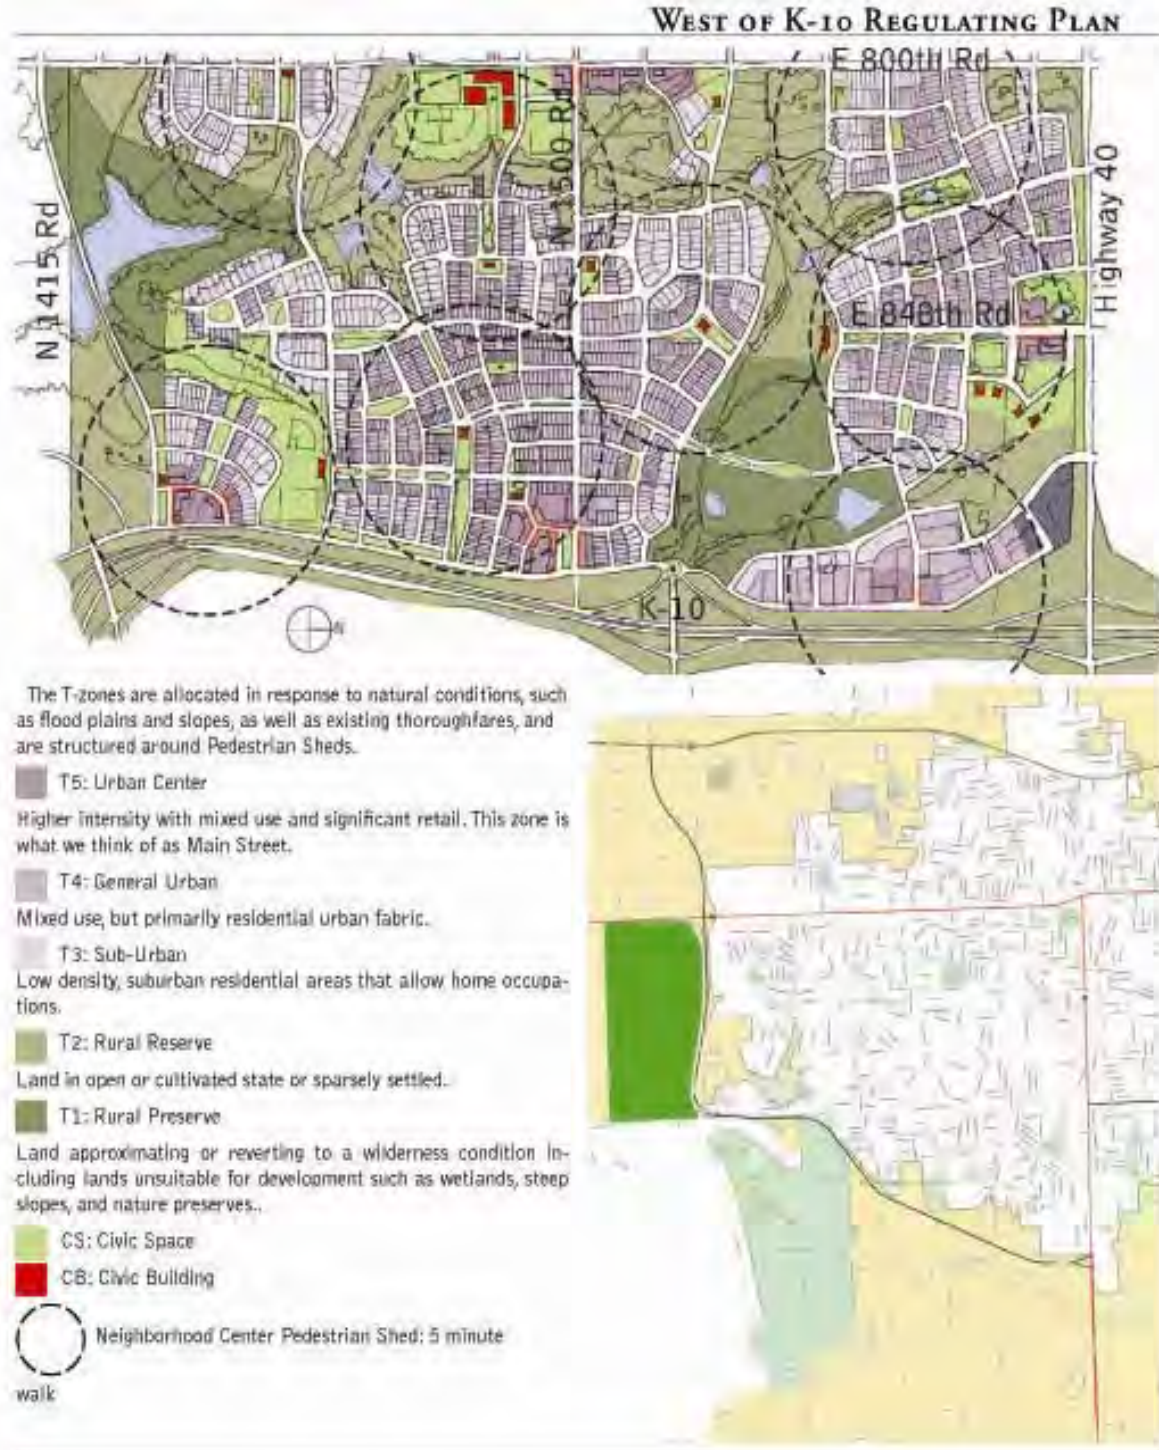 West of K-10 Regulating Plan
E 800th Rd
N 1415 Rd
N 1509 Rd
Highway 40
E 848th Rd
K-10
N
The T-zones are allocated in response to natural conditions, such
as flood plains and slopes, as well as existing thoroughfares, and
are structured around Pedestrian Sheds.
T5: Urban Center
Higher intensity with mixed use and significant retail. This zone is
what we think of as Main Street.
T4: General Urban
Mixed use, but primarily residential urban fabric.
T3: Sub-Urban
Low density, suburban residential areas that allow home occupa-
tions.
T2: Rural Reserve
Land in open or cultivated state or sparsely settled.
T1: Rural Preserve
Land approximating or reverting to a wilderness condition in-
cluding lands unsuitable for development such as wetlands, steep
slopes, and nature preserves..
CS: Civic Space
CB: Civic Building
Neighborhood Center Pedestrian Shed: 5 minute
walk